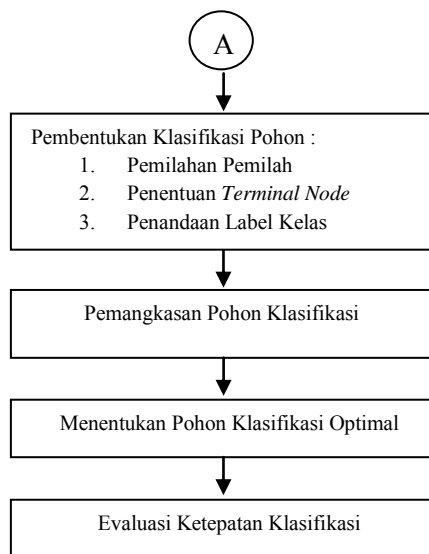 A
Pembentukan Klasifikasi Pohon :
1. Pemilahan Pemilah
2. Penentuan Terminal Node
3. Penandaan Label Kelas
Pemangkasan Pohon Klasifikasi
Menentukan Pohon Klasifikasi Optimal
Evaluasi Ketepatan Klasifikasi